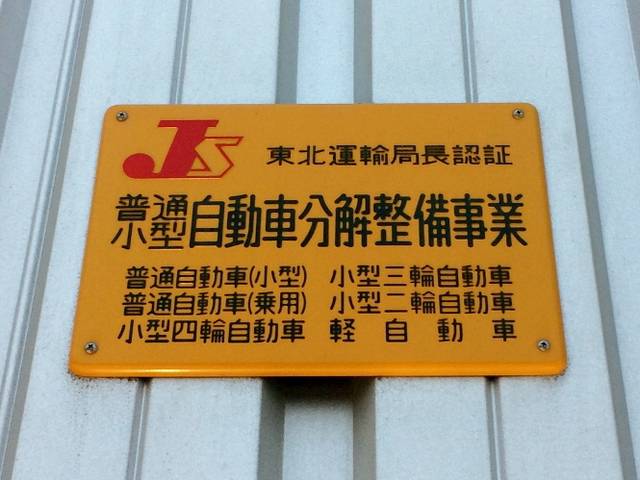 JS 東北運輸局長認証
普通小型自動車分解整備事業
普通自動車(小型) 小型三輪自動車
普通自動車(乗用) 小型二輪自動車
小型四輪自動車 軽自動車